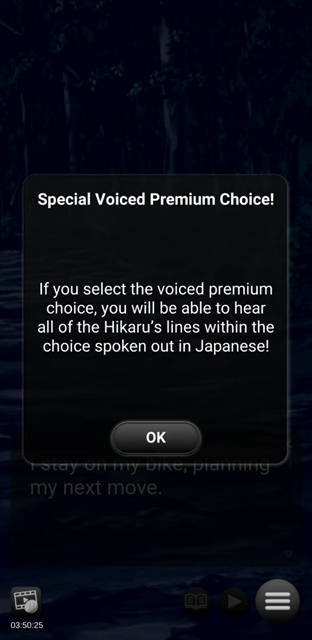 Special Voiced Premium Choice!
If you select the voiced premium
choice, you will be able to hear
all of the Hikaru's lines within the
choice spoken out in Japanese!
OK
I stay on my bike, planning
my next move.
03:50:25